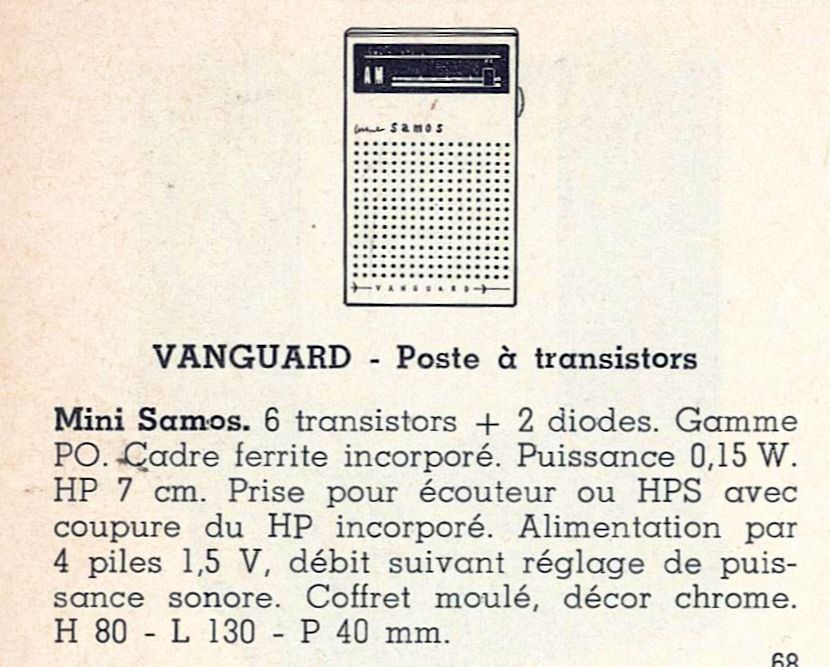 AM
Samos
VANGUARD
VANGUARD - Poste à transistors
Mini Samos. 6 transistors + 2 diodes. Gamme
PO. Cadre ferrite incorporé. Puissance 0,15 W.
HP 7 cm. Prise pour écouteur ou HPS avec
coupure du HP incorporé. Alimentation par
4 piles 1,5 V, débit suivant réglage de puis-
sance sonore. Coffret moulé, décor chrome.
H 80 - L 130 - P 40 mm.
68